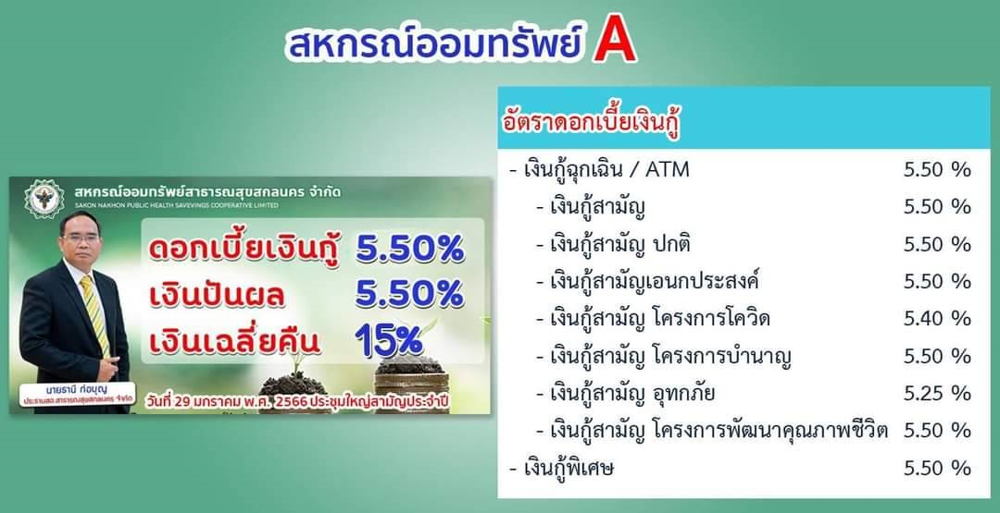 สหกรณ์ออมทรัพย์ A
สหกรณ์ออมทรัพย์สาธารณสุขสกลนคร จำกัด
SAKON NAKHON PUBLIC HEALTH SAVEVINGS COOPERATIVE LIMITED
ดอกเบี้ยเงินกู้ 5.50%
เงินปันผล 5.50%
เงินเฉลี่ยคืน 15%
นายธานี ก่อบุญ
ประธานสอ.สาธารณสุขสกลนคร จำกัด
วันที่ 29 มกราคม พ.ศ. 2566 ประชุมใหญ่สามัญประจำปี
อัตราดอกเบี้ยเงินกู้
- เงินกู้ฉุกเฉิน / ATM 5.50 %
- เงินกู้สามัญ 5.50 %
- เงินกู้สามัญ ปกติ 5.50 %
- เงินกู้สามัญเอนกประสงค์ 5.50 %
- เงินกู้สามัญ โครงการโควิด 5.40 %
- เงินกู้สามัญ โครงการบำนาญ 5.50 %
- เงินกู้สามัญ อุทกภัย 5.25 %
- เงินกู้สามัญ โครงการพัฒนาคุณภาพชีวิต 5.50 %
- เงินกู้พิเศษ 5.50 %